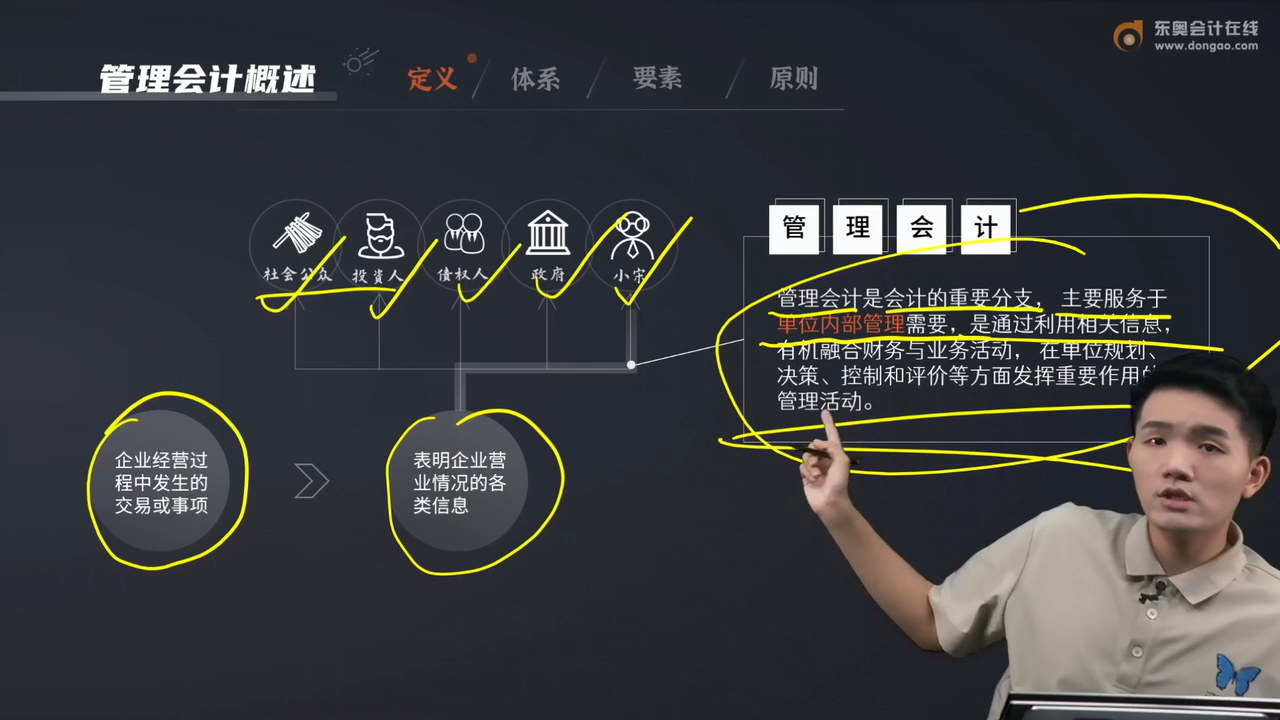 东奥会计在线
www.dongao.com
管理会计概述
定义
体系
要素
原则
社会公众
投资人
债权人
政府
小宋
管理会计
管理会计是会计的重要分支，主要服务于
单位内部管理需要，是通过利用相关信息，
有机融合财务与业务活动，在单位规划、
决策、控制和评价等方面发挥重要作用的
管理活动。
企业经营过
程中发生的
交易或事项
表明企业营
业情况的各
类信息